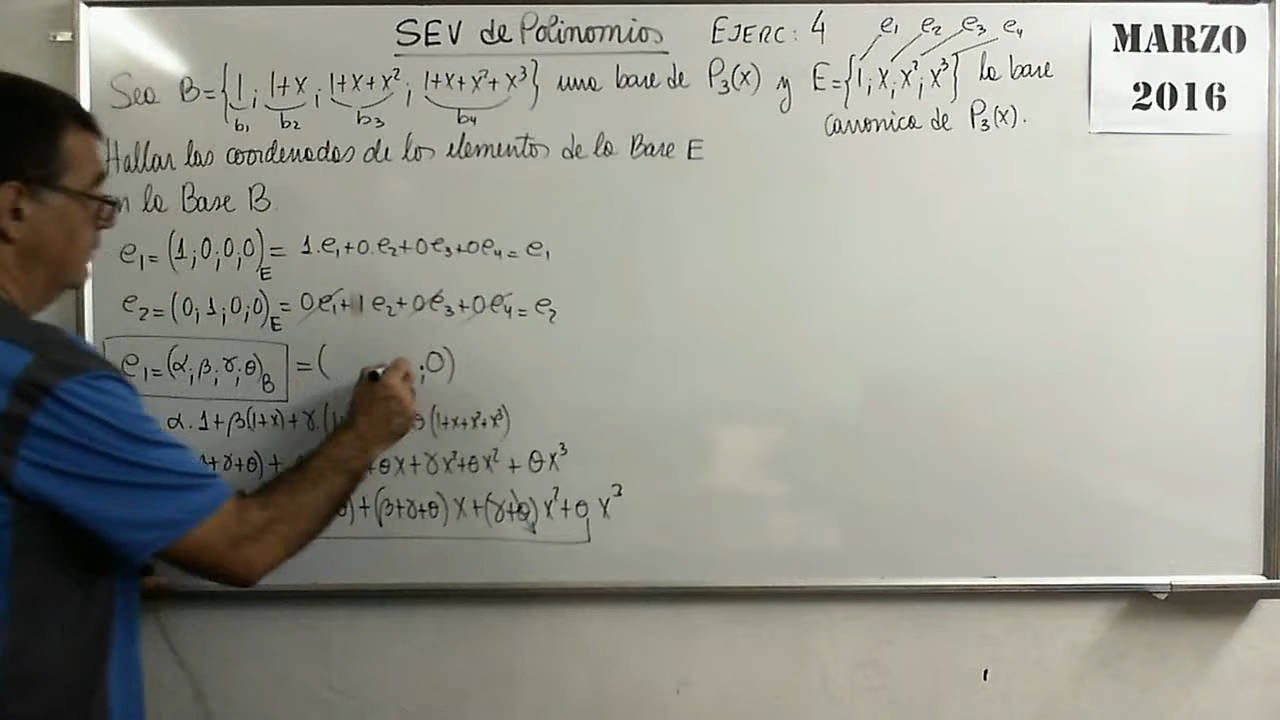 SEV de Polinomios EJERC: 4 e₁ e₂ e₃ e₄
MARZO
2016
Sea B={1; 1+x; 1+x+x²; 1+x+x²+x³} una base de P₃(x) y E={1; x; x²; x³} la base
b₁ b₂ b₃ b₄
canonica de P₃(x).
Hallar las coordenadas de los elementos de la Base E
en la Base B.
e₁=(1;0;0;0)E= 1.e₁+0.e₂+0e₃+0e₄=e₁
e₂=(0;1;0;0)E=0e₁+1e₂+0e₃+0e₄=e₂
e₁=(α;β;γ;θ)B =( ;0)
α.1+β(1+x)+γ.( (1+x+x²+x³)
+γ+θ)+ +θx+γx²+θx²+θx³
)+(β+γ+θ)x+(γ+θ)x²+θx³